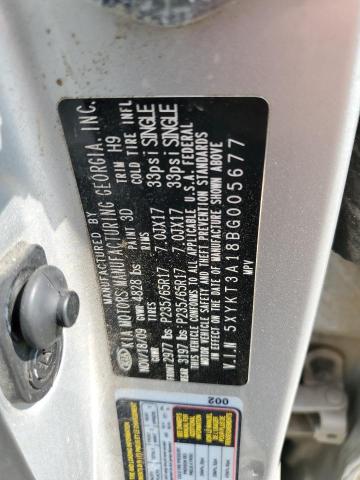 MANUFACTURED BY
KIA MOTORS MANUFACTURING GEORGIA, INC.
NOV/18/09 PAINT 3D TRIM H9
GVWR 4828 lbs
GAWR TIRES RIMS COLD TIRE INFL
FRONT 2977 lbs P235/65R17 7.0JX17 33psi SINGLE
REAR 3197 lbs P235/65R17 7.0JX17 33psi SINGLE
THIS VEHICLE CONFORMS TO ALL APPLICABLE U.S.A. FEDERAL
MOTOR VEHICLE SAFETY AND THEFT PREVENTION STANDARDS
IN EFFECT ON THE DATE OF MANUFACTURE SHOWN ABOVE
V.I.N 5XYKT3A18BG005677
MPV
002